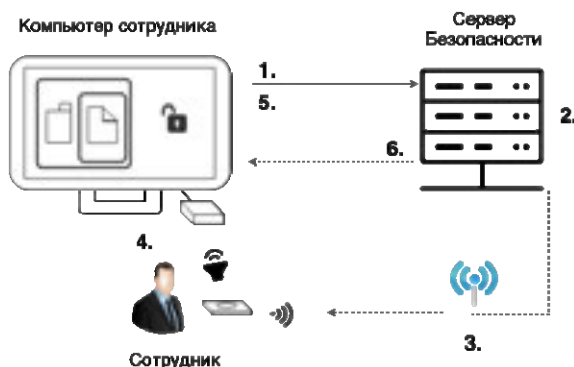 Компьютер сотрудника
Сервер
Безопасности
1.
5.
2.
6.
4.
3.
Сотрудник